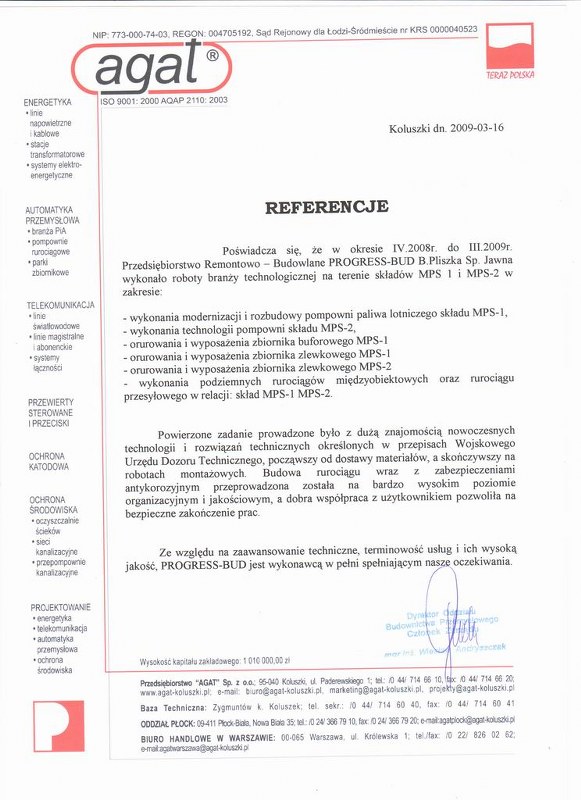 NIP: 773-000-74-03, REGON: 004705192, Sąd Rejonowy dla Łodzi-Śródmieście nr KRS 0000040523
agat®
ISO 9001: 2000 AQAP 2110: 2003
TERAZ POLSKA
Koluszki dn. 2009-03-16
ENERGETYKA
• linie
napowietrzne
i kablowe
• stacje
transformatorowe
• systemy elektro-
energetyczne
AUTOMATYKA
PRZEMYSŁOWA
• branża PiA
• pompownie
rurociągowe
• parki
zbiornikowe
TELEKOMUNIKACJA
• linie
światłowodowe
• linie magistralne
i abonenckie
• systemy
łączności
PRZEWIERTY
STEROWANE
I PRZECISKI
OCHRONA
KATODOWA
OCHRONA
ŚRODOWISKA
• oczyszczalnie
ścieków
• sieci
kanalizacyjne
• przepompownie
kanalizacyjne
PROJEKTOWANIE
• energetyka
• telekomunikacja
• automatyka
przemysłowa
• ochrona
środowiska
REFERENCJE
Poświadcza się, że w okresie IV.2008r. do III.2009r.
Przedsiębiorstwo Remontowo – Budowlane PROGRESS-BUD B.Pliszka Sp. Jawna
wykonało roboty branży technologicznej na terenie składów MPS 1 i MPS-2 w
zakresie:
- wykonania modernizacji i rozbudowy pompowni paliwa lotniczego składu MPS-1,
- wykonania technologii pompowni składu MPS-2,
- orurowania i wyposażenia zbiornika buforowego MPS-1
- orurowania i wyposażenia zbiornika zlewkowego MPS-1
- orurowania i wyposażenia zbiornika zlewkowego MPS-2
- wykonania podziemnych rurociągów międzyobiektowych oraz rurociągu
przesyłowego w relacji: skład MPS-1 MPS-2.
Powierzone zadanie prowadzone było z dużą znajomością nowoczesnych
technologii i rozwiązań technicznych określonych w przepisach Wojskowego
Urzędu Dozoru Technicznego, począwszy od dostawy materiałów, a skończywszy na
robotach montażowych. Budowa rurociągu wraz z zabezpieczeniami
antykorozyjnym przeprowadzona została na bardzo wysokim poziomie
organizacyjnym i jakościowym, a dobra współpraca z użytkownikiem pozwoliła na
bezpieczne zakończenie prac.
Ze względu na zaawansowanie techniczne, terminowość usług i ich wysoką
jakość, PROGRESS-BUD jest wykonawcą w pełni spełniającym nasze oczekiwania.
Dyrektor Oddziału
Budownictwa
Członek
mgr inż. Andryszczak
Wysokość kapitału zakładowego: 1 010 000,00 zł
Przedsiębiorstwo "AGAT" Sp. z o.o.; 95-040 Koluszki, ul. Paderewskiego 1; tel.: /0 44/ 714 66 10, fax: /0 44/ 714 66 20;
www.agat-koluszki.pl; e-mail: biuro@agat-koluszki.pl, marketing@agat-koluszki.pl, projekty@agat-koluszki.pl
Baza Techniczna: Zygmuntów k. Koluszek; tel. sekr.: /0 44/ 714 60 40, fax: /0 44/ 714 60 41
ODDZIAŁ PŁOCK: 09-411 Płock-Biała, Nowa Biała 35; tel.: /0 24/ 366 79 10, fax: /0 24/ 366 79 20; e-mail:agatplock@agat-koluszki.pl
BIURO HANDLOWE W WARSZAWIE: 00-065 Warszawa, ul. Królewska 1; tel./fax: /0 22/ 826 02 62;
e-mail:agatwarszawa@agat-koluszki.pl